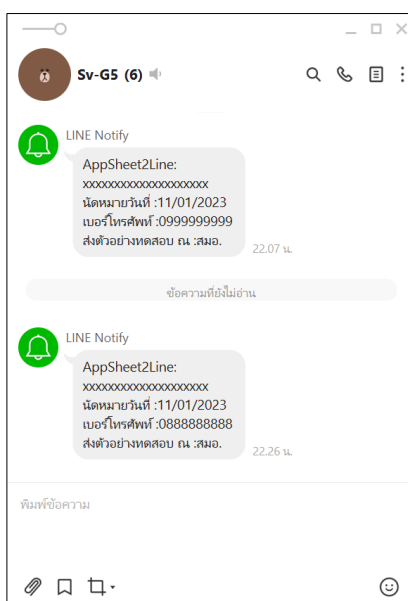 Sv-G5 (6)
LINE Notify
AppSheet2Line:
xxxxxxxxxxxxxxxxxxxx
นัดหมายวันที่ :11/01/2023
เบอร์โทรศัพท์ :0999999999
ส่งตัวอย่างทดสอบ ณ :สมอ.
22.07 น.
ข้อความที่ยังไม่อ่าน
LINE Notify
AppSheet2Line:
xxxxxxxxxxxxxxxxxxxx
นัดหมายวันที่ :11/01/2023
เบอร์โทรศัพท์ :0888888888
ส่งตัวอย่างทดสอบ ณ :สมอ.
22.26 น.
พิมพ์ข้อความ